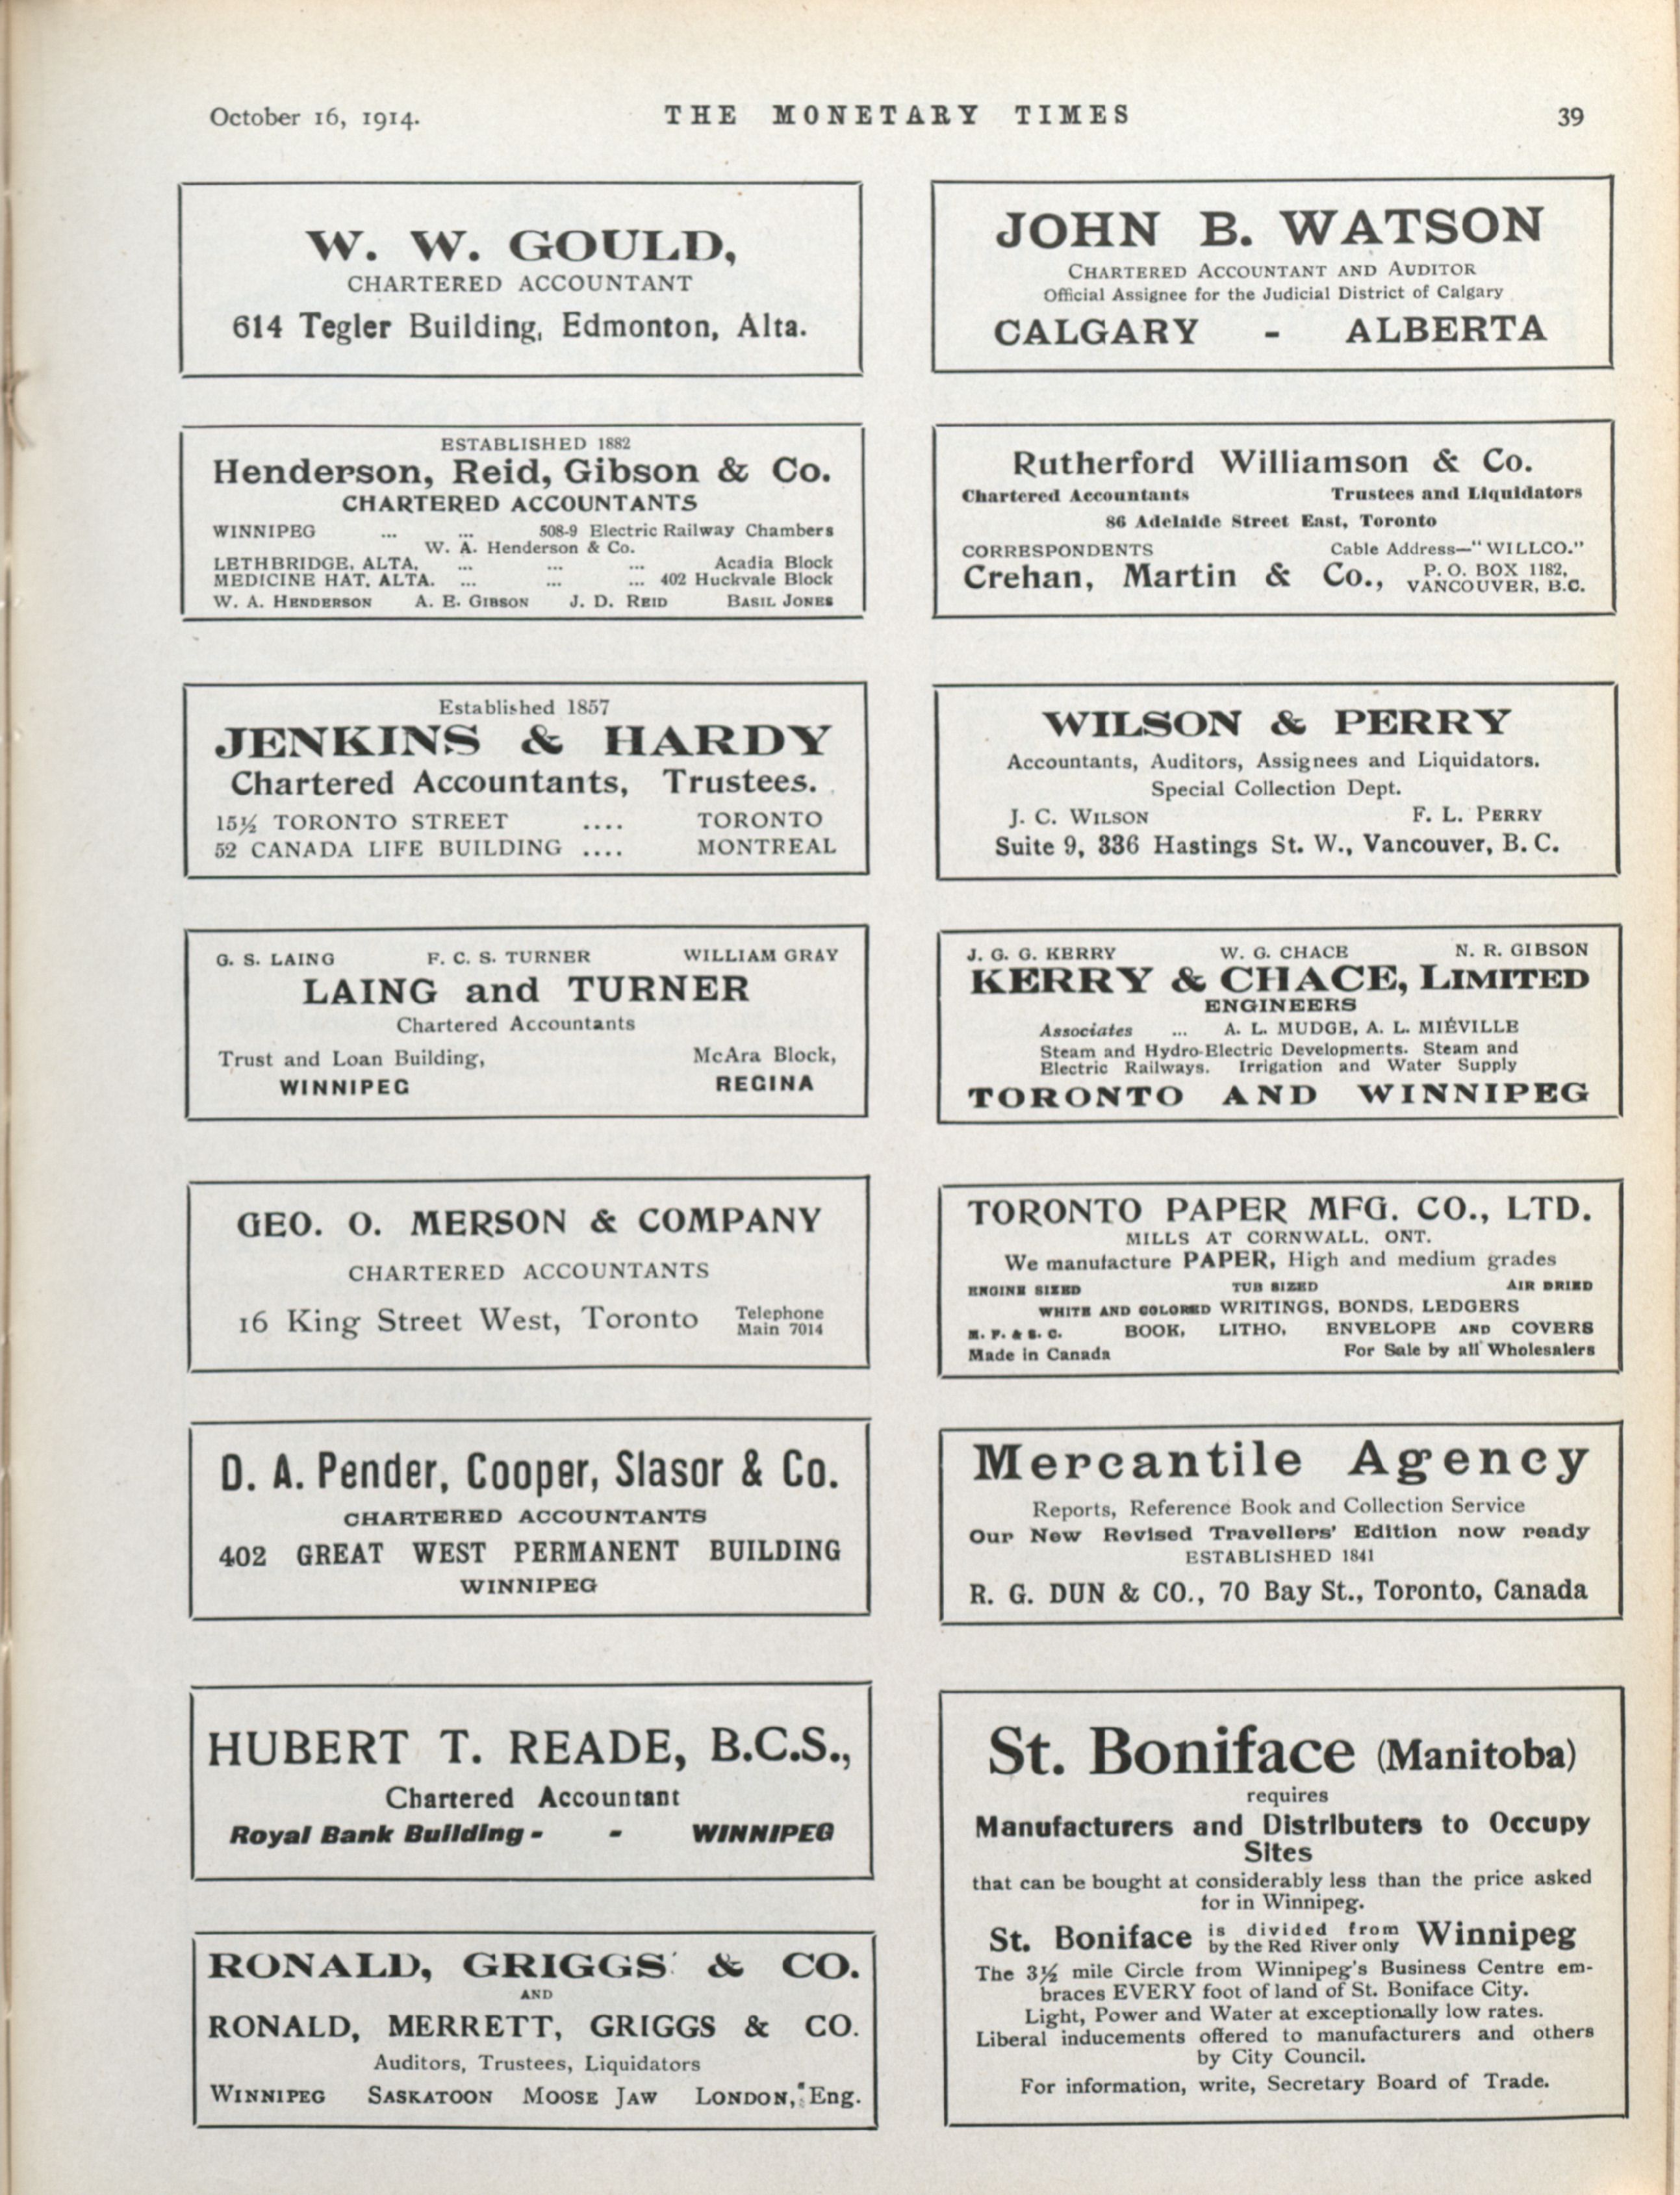 October 16, 1914.
THE MONETARY TIMES
39
W. W. GOULD,
CHARTERED ACCOUNTANT
614 Tegler Building, Edmonton, Alta.
ESTABLISHED 1882
Henderson, Reid, Gibson & Co.
CHARTERED ACCOUNTANTS
WINNIPEG ... ... 508-9 Electric Railway Chambers
W. A. Henderson & Co.
LETHBRIDGE, ALTA. ... ... ... Acadia Block
MEDICINE HAT, ALTA. ... ... ... 402 Huckvale Block
W. A. HENDERSON A. E. GIBSON J. D. REID BASIL JONES
Established 1857
JENKINS & HARDY
Chartered Accountants, Trustees.
15½ TORONTO STREET .... TORONTO
52 CANADA LIFE BUILDING .... MONTREAL
G. S. LAING F. C. S. TURNER WILLIAM GRAY
LAING and TURNER
Chartered Accountants
Trust and Loan Building, McAra Block,
WINNIPEG REGINA
GEO. O. MERSON & COMPANY
CHARTERED ACCOUNTANTS
16 King Street West, Toronto Telephone
Main 7014
D. A. Pender, Cooper, Slasor & Co.
CHARTERED ACCOUNTANTS
402 GREAT WEST PERMANENT BUILDING
WINNIPEG
HUBERT T. READE, B.C.S.,
Chartered Accountant
Royal Bank Building - - WINNIPEG
RONALD, GRIGGS & CO.
AND
RONALD, MERRETT, GRIGGS & CO.
Auditors, Trustees, Liquidators
WINNIPEG SASKATOON MOOSE JAW LONDON, Eng.
JOHN B. WATSON
CHARTERED ACCOUNTANT AND AUDITOR
Official Assignee for the Judicial District of Calgary
CALGARY - ALBERTA
Rutherford Williamson & Co.
Chartered Accountants Trustees and Liquidators
86 Adelaide Street East, Toronto
CORRESPONDENTS Cable Address—"WILLCO."
Crehan, Martin & Co., P. O. BOX 1182,
VANCOUVER, B.C.
WILSON & PERRY
Accountants, Auditors, Assignees and Liquidators.
Special Collection Dept.
J. C. WILSON F. L. PERRY
Suite 9, 336 Hastings St. W., Vancouver, B. C.
J. G. G. KERRY W. G. CHACE N. R. GIBSON
KERRY & CHACE, LIMITED
ENGINEERS
Associates ... A. L. MUDGE, A. L. MIÉVILLE
Steam and Hydro-Electric Developments. Steam and
Electric Railways. Irrigation and Water Supply
TORONTO AND WINNIPEG
TORONTO PAPER MFG. CO., LTD.
MILLS AT CORNWALL, ONT.
We manufacture PAPER, High and medium grades
ENGINE SIZED TUB SIZED AIR DRIED
WHITE AND COLORED WRITINGS, BONDS, LEDGERS
M. F. & S. C. BOOK, LITHO, ENVELOPE AND COVERS
Made in Canada For Sale by all Wholesalers
Mercantile Agency
Reports, Reference Book and Collection Service
Our New Revised Travellers' Edition now ready
ESTABLISHED 1841
R. G. DUN & CO., 70 Bay St., Toronto, Canada
St. Boniface (Manitoba)
requires
Manufacturers and Distributers to Occupy
Sites
that can be bought at considerably less than the price asked
for in Winnipeg.
St. Boniface is divided from by the Red River only Winnipeg
The 3½ mile Circle from Winnipeg's Business Centre em-
braces EVERY foot of land of St. Boniface City.
Light, Power and Water at exceptionally low rates.
Liberal inducements offered to manufacturers and others
by City Council.
For information, write, Secretary Board of Trade.